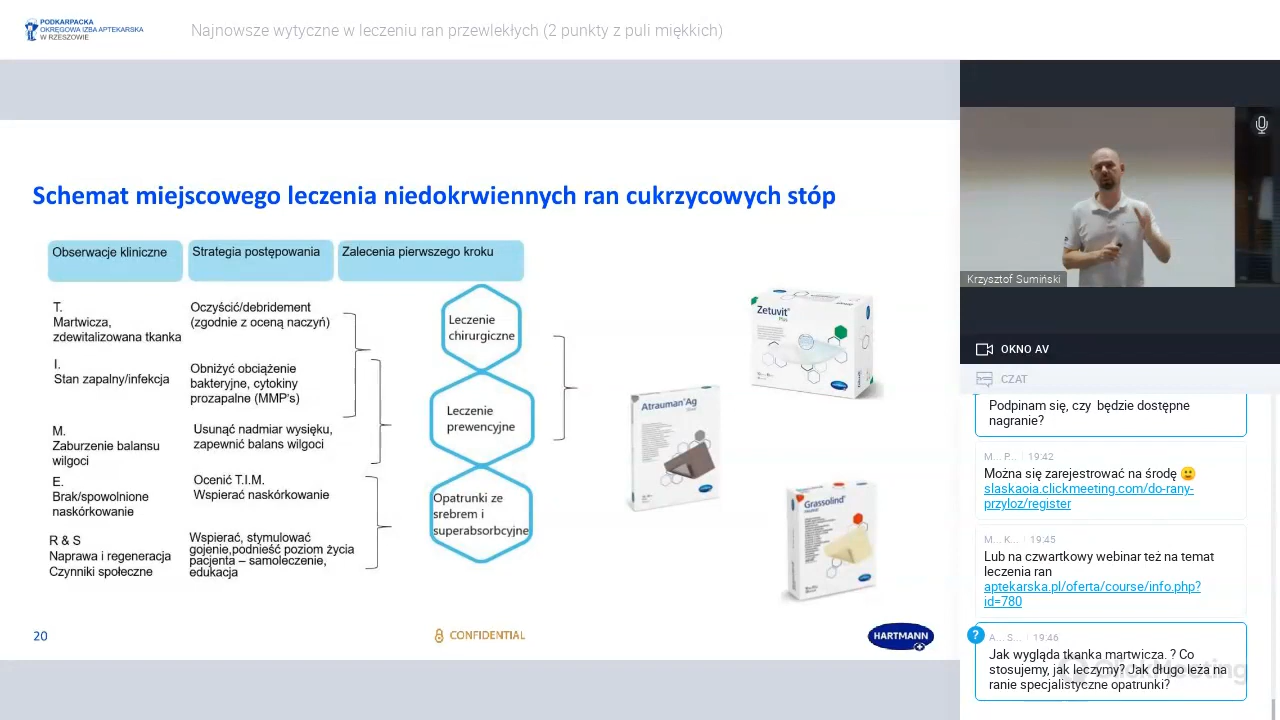 PODKARPACKA
OKRĘGOWA IZBA APTEKARSKA
W RZESZOWIE
Najnowsze wytyczne w leczeniu ran przewlekłych (2 punkty z puli miękkich)
Schemat miejscowego leczenia niedokrwiennych ran cukrzycowych stóp
Obserwacje kliniczne
Strategia postępowania
Zalecenia pierwszego kroku
T.
Martwicza,
zdewitalizowana tkanka
Oczyścić/debridement
(zgodnie z oceną naczyń)
I.
Stan zapalny/infekcja
Obniżyć obciążenie
bakteryjne, cytokiny
prozapalne (MMP's)
M.
Zaburzenie balansu
wilgoci
Usunąć nadmiar wysięku,
zapewnić balans wilgoci
E.
Brak/spowolnione
naskórkowanie
Ocenić T.I.M.
Wspierać naskórkowanie
R & S
Naprawa i regeneracja
Czynniki społeczne
Wspierać, stymulować
gojenie,podnieść poziom życia
pacjenta – samoleczenie,
edukacja
Leczenie
chirurgiczne
Leczenie
prewencyjne
Opatrunki ze
srebrem i
superabsorbcyjne
Zetuvit
Plus
Atrauman Ag
Grassolind
20
CONFIDENTIAL
HARTMANN
Krzysztof Sumiński
OKNO AV
CZAT
Podpinam się, czy będzie dostępne
nagranie?
M... P... 19:42
Można się zarejestrować na środę 🙂
slaskaoia.clickmeeting.com/do-rany-
przyloz/register
M... K... 19:45
Lub na czwartkowy webinar też na temat
leczenia ran
aptekarska.pl/oferta/course/info.php?
id=780
?
A... S... 19:46
Jak wygląda tkanka martwicza. ? Co
stosujemy, jak leczymy? Jak długo leża na
ranie specjalistyczne opatrunki?
ClickMeeting